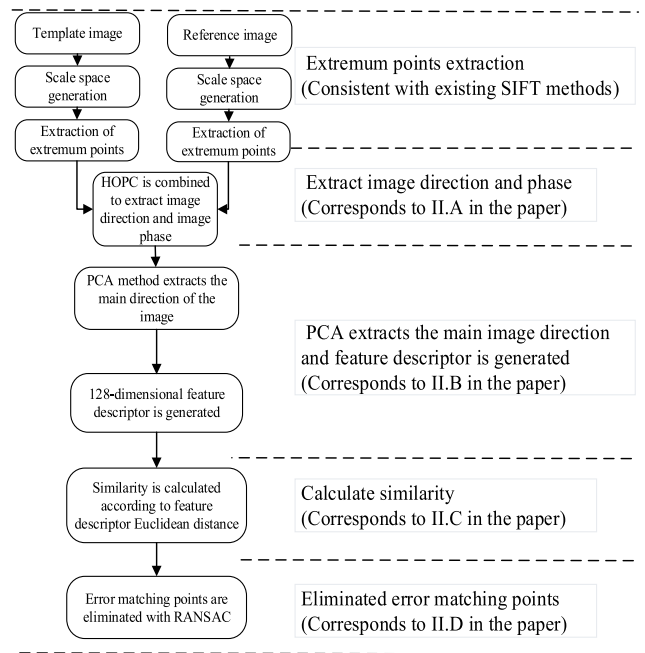 Template image
Reference image
Scale space
generation
Scale space
generation
Extraction of
extremum points
Extraction of
extremum points
Extremum points extraction
(Consistent with existing SIFT methods)
HOPC is combined
to extract image
direction and image
phase
Extract image direction and phase
(Corresponds to II.A in the paper)
PCA method extracts the
main direction of the
image
128-dimensional feature
descriptor is generated
PCA extracts the main image direction
and feature descriptor is generated
(Corresponds to II.B in the paper)
Similarity is calculated
according to feature
descriptor Euclidean distance
Calculate similarity
(Corresponds to II.C in the paper)
Error matching points are
eliminated with RANSAC
Eliminated error matching points
(Corresponds to II.D in the paper)